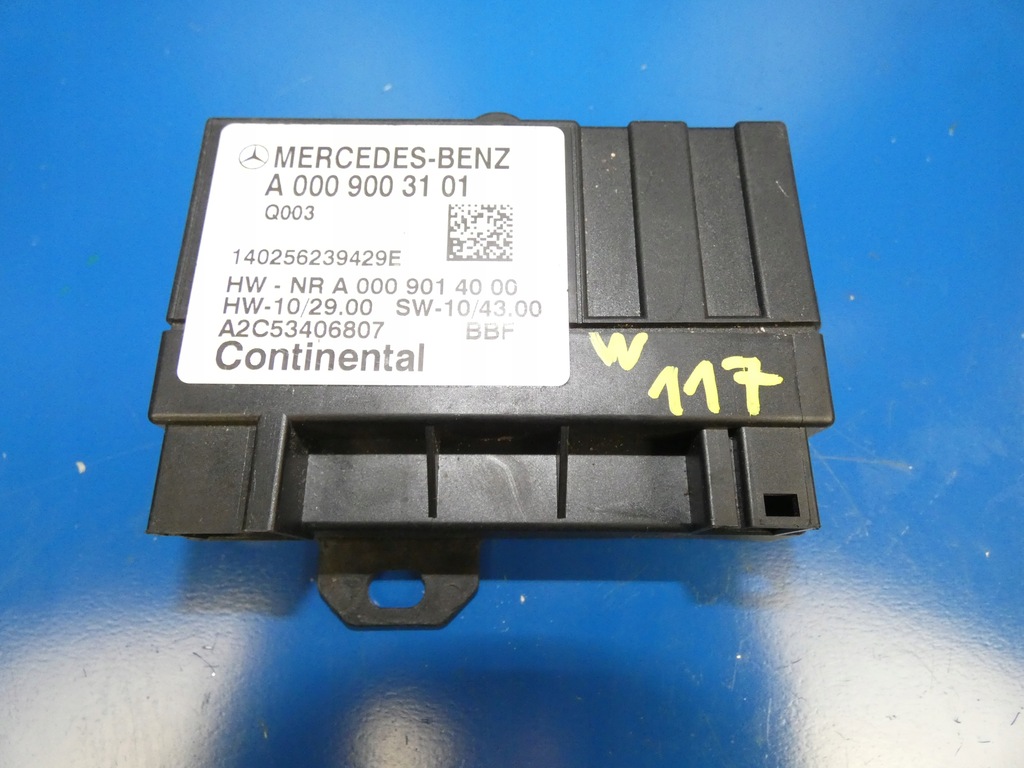 MERCEDES-BENZ
A 000 900 31 01
Q003
140256239429E
HW - NR A 000 901 40 00
HW-10/29.00 SW-10/43.00
A2C53406807 BBF
Continental
W
117